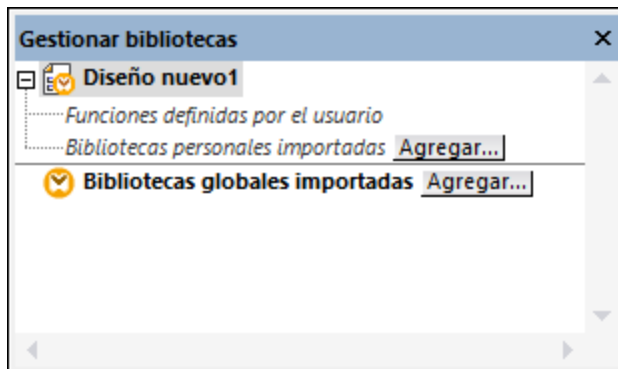 Gestionar bibliotecas
Diseño nuevo1
Funciones definidas por el usuario
Bibliotecas personales importadas Agregar...
Bibliotecas globales importadas Agregar...